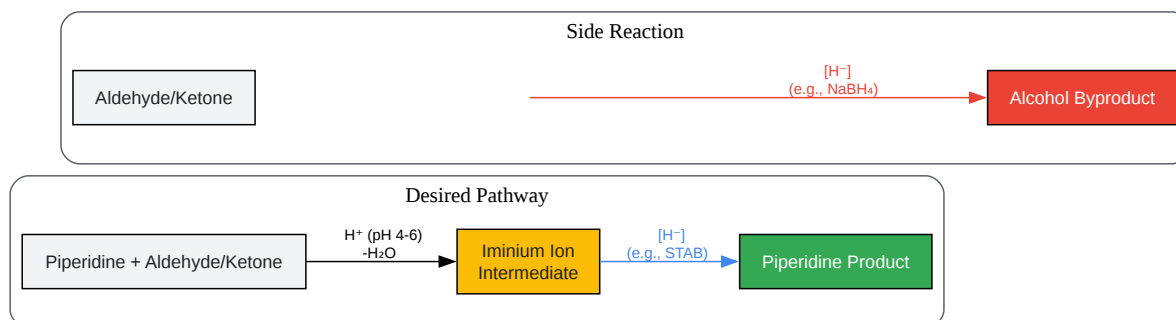 Side Reaction
Aldehyde/Ketone
[H⁻]
(e.g., NaBH₄)
Alcohol Byproduct
Desired Pathway
Piperidine + Aldehyde/Ketone
H⁺ (pH 4-6)
-H₂O
Iminium Ion
Intermediate
[H⁻]
(e.g., STAB)
Piperidine Product